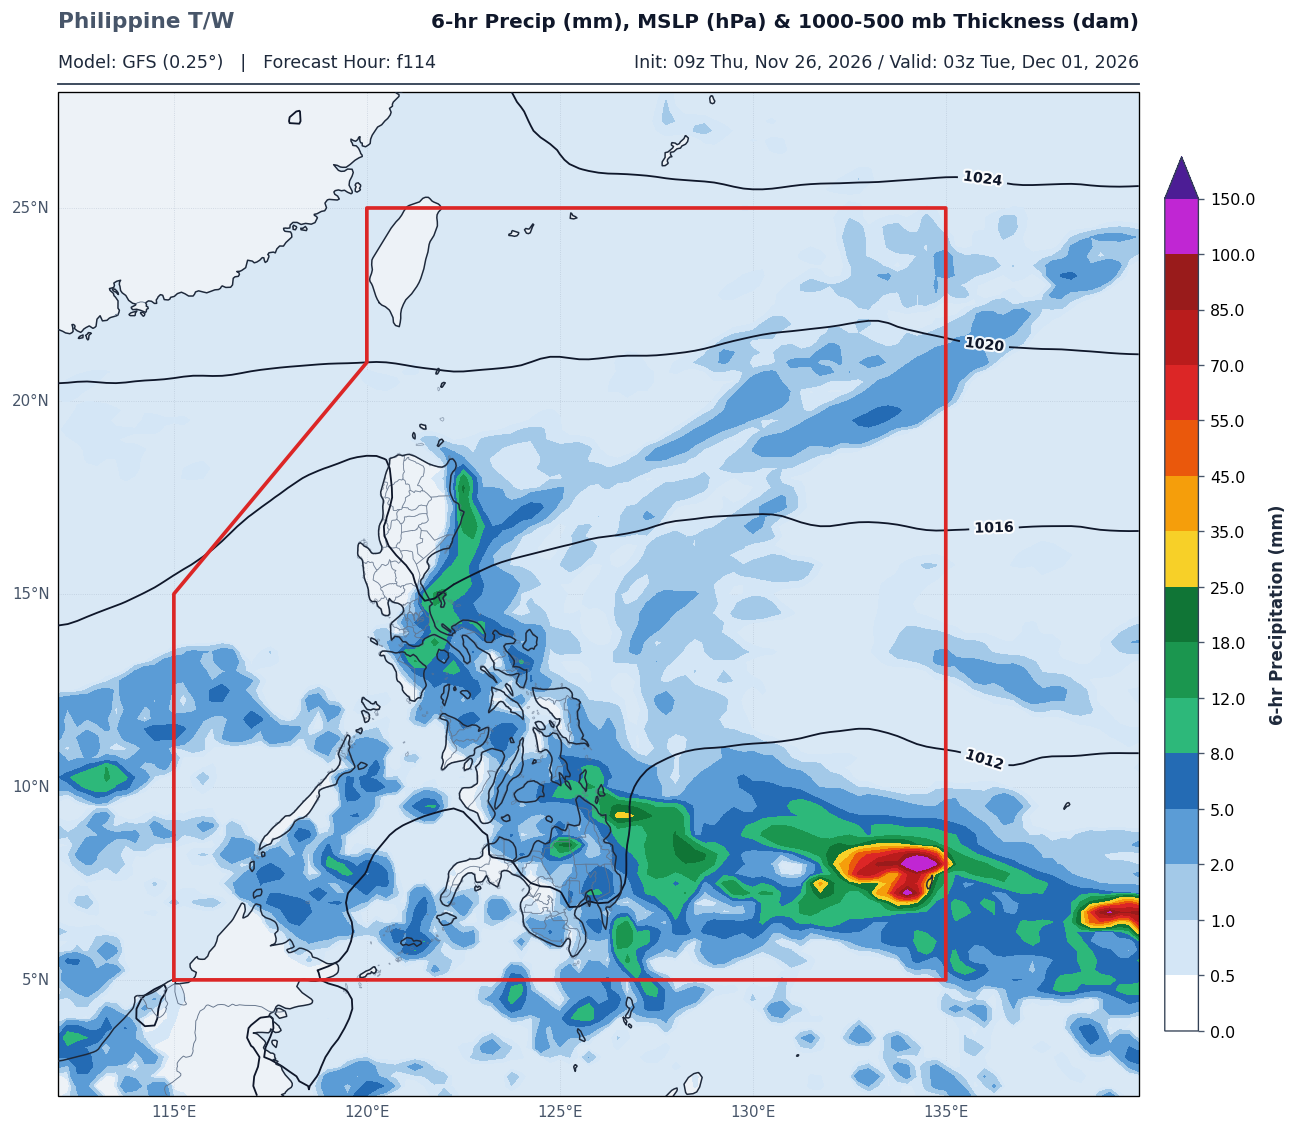 Philippine T/W
6-hr Precip (mm), MSLP (hPa) & 1000-500 mb Thickness (dam)
Model: GFS (0.25°) | Forecast Hour: f114
Init: 09z Thu, Nov 26, 2026 / Valid: 03z Tue, Dec 01, 2026
1024
1020
1016
1012
25°N
20°N
15°N
10°N
5°N
115°E
120°E
125°E
130°E
135°E
150.0
100.0
85.0
70.0
55.0
45.0
35.0
25.0
18.0
12.0
8.0
5.0
2.0
1.0
0.5
0.0
6-hr Precipitation (mm)